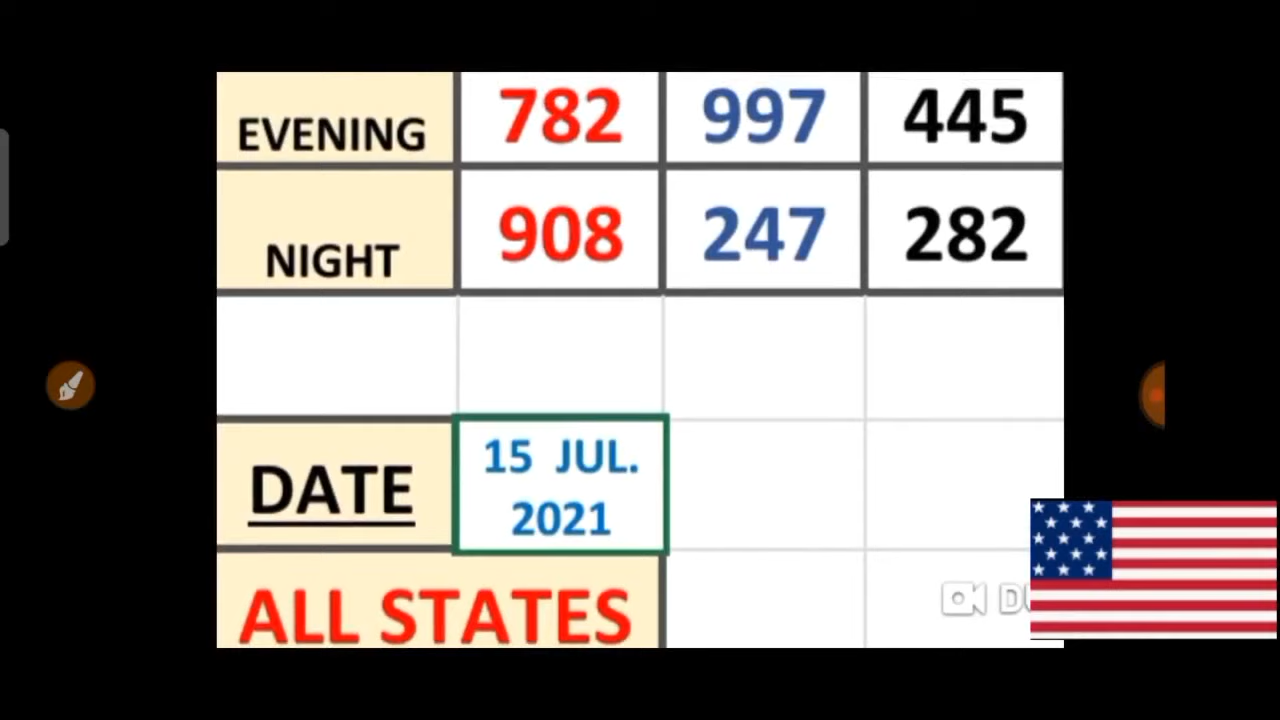 EVENING 782 997 445
NIGHT 908 247 282
DATE 15 JUL.
2021
ALL STATES